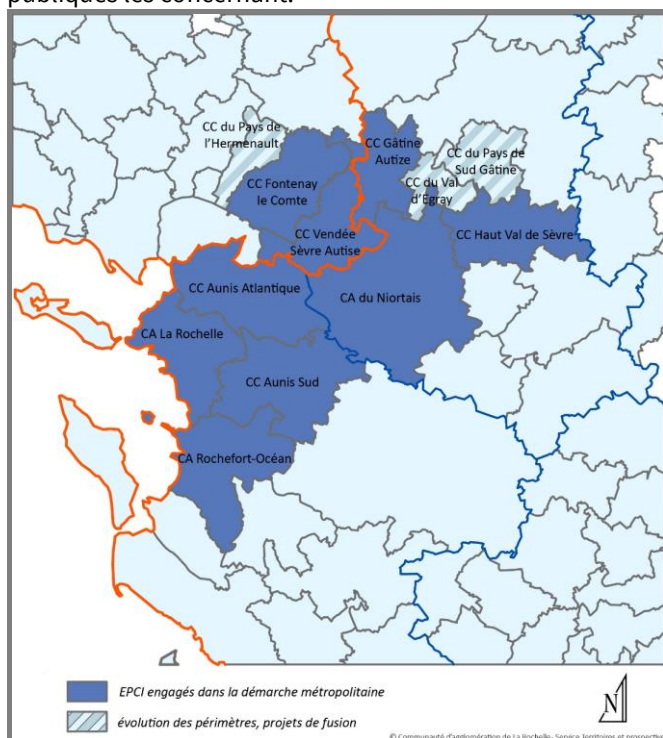 publiques les concernant.
CC du Pays de
l'Hermenault
CC Gâtine
Autize
CC du Pays de
Sud Gâtine
CC Fontenay
le Comte
CC du Val
d'Egray
CC Vendée
Sèvre Autise
CC Haut Val de Sèvre
CC Aunis Atlantique
CA du Niortais
CA La Rochelle
CC Aunis Sud
CA Rochefort-Océan
EPCI engagés dans la démarche métropolitaine
N
évolution des périmètres, projets de fusion
© Communauté d'agglomération de La Rochelle- Service Territoires et prospective